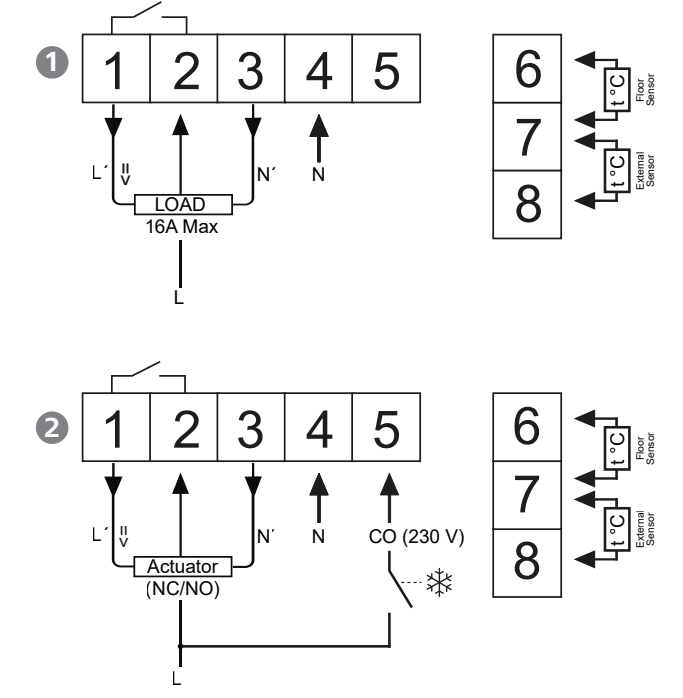 1
1 2 3 4 5
L´ N´ N
LOAD
16A Max
L
6
7
8
t °C
Floor
Sensor
t °C
External
Sensor
2
1 2 3 4 5
L´ N´ N CO (230 V)
Actuator
(NC/NO)
L
6
7
8
t °C
Floor
Sensor
t °C
External
Sensor